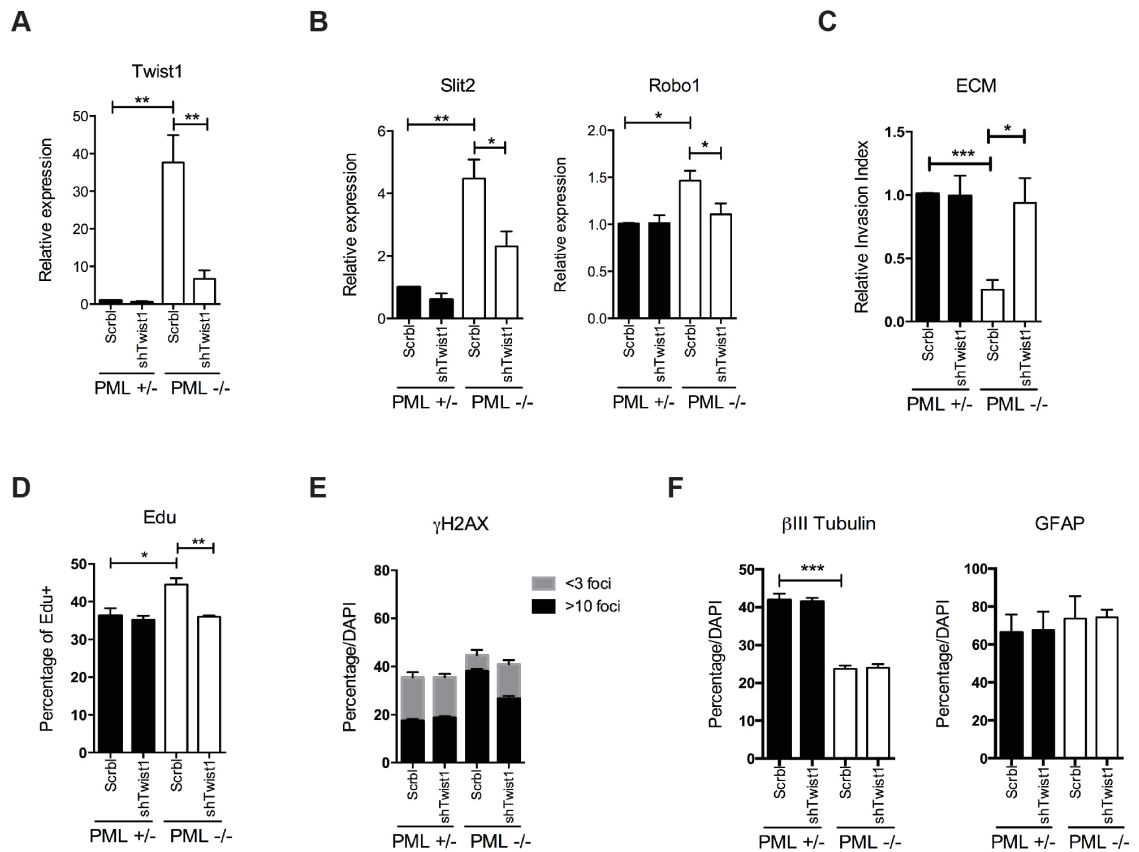 A
B
C
Twist1
**
**
Relative expression
50
40
30
20
10
0
Scrbl
shTwist1
Scrbl
shTwist1
PML +/-
PML -/-
Slit2
**
*
Relative expression
6
4
2
0
Scrbl
shTwist1
Scrbl
shTwist1
PML +/-
PML -/-
Robo1
*
*
Relative expression
2.0
1.5
1.0
0.5
0.0
Scrbl
shTwist1
Scrbl
shTwist1
PML +/-
PML -/-
ECM
*
***
Relative Invasion Index
1.5
1.0
0.5
0.0
Scrbl
shTwist1
Scrbl
shTwist1
PML +/-
PML -/-
D
E
F
Edu
**
*
Percentage of Edu+
50
40
30
20
10
0
Scrbl
shTwist1
Scrbl
shTwist1
PML +/-
PML -/-
γH2AX
<3 foci
>10 foci
Percentage/DAPI
80
60
40
20
0
Scrbl
shTwist1
Scrbl
shTwist1
PML +/-
PML -/-
βIII Tubulin
***
Percentage/DAPI
50
40
30
20
10
0
Scrbl
shTwist1
Scrbl
shTwist1
PML +/-
PML -/-
GFAP
Percentage/DAPI
100
80
60
40
20
0
Scrbl
shTwist1
Scrbl
shTwist1
PML +/-
PML -/-